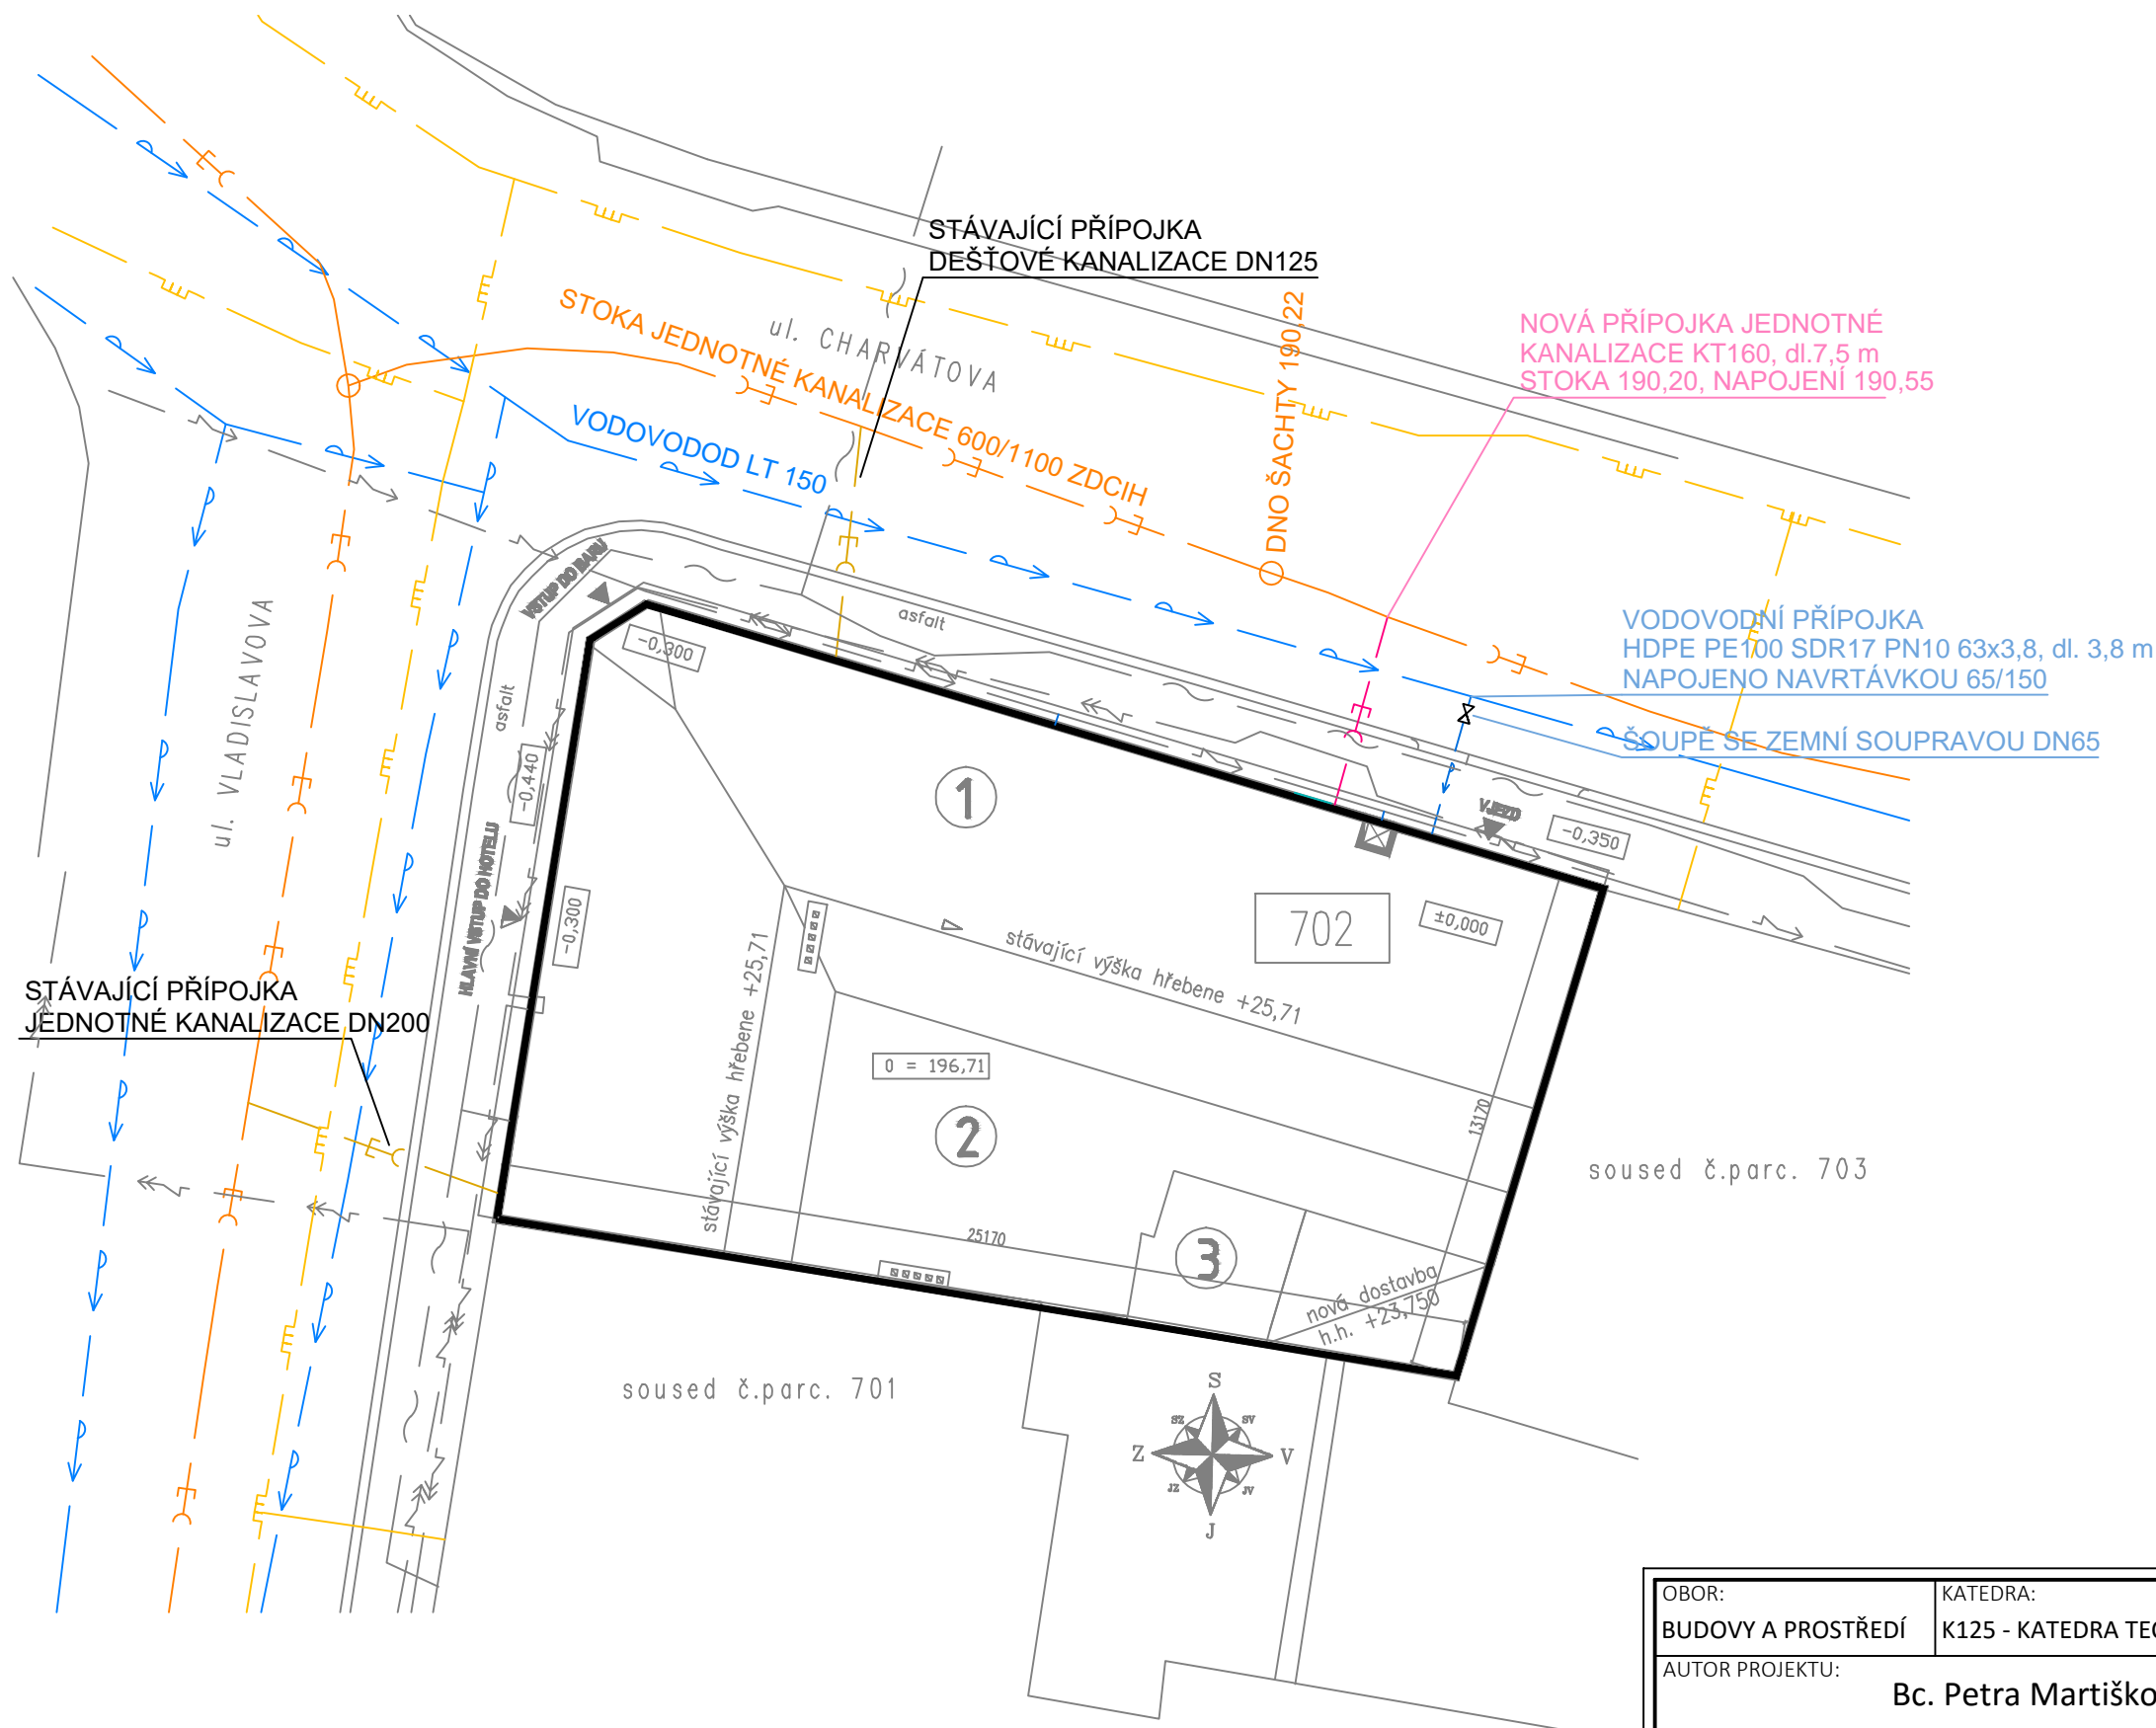 STÁVAJÍCÍ PŘÍPOJKA
DEŠŤOVÉ KANALIZACE DN125
STOKA JEDNOTNÉ KANALIZACE 600/1100 ZDCIH
ul. CHARVÁTOVA
DNO ŠACHTY 190,22
NOVÁ PŘÍPOJKA JEDNOTNÉ
KANALIZACE KT160, dl.7,5 m
STOKA 190,20, NAPOJENÍ 190,55
VODOVODOD LT 150
VSTUP DO BARU
asfalt
VODOVODNÍ PŘÍPOJKA
HDPE PE100 SDR17 PN10 63x3,8, dl. 3,8 m
NAPOJENO NAVRTÁVKOU 65/150
ŠOUPĚ SE ZEMNÍ SOUPRAVOU DN65
-0,300
ul. VLADISLAVOVA
asfalt
-0,440
1
VJEZD
-0,350
HLAVNÍ VSTUP DO HOTELU
-0,300
702
±0,000
stávající výška hřebene +25,71
stávající výška hřebene +25,71
STÁVAJÍCÍ PŘÍPOJKA
JEDNOTNÉ KANALIZACE DN200
0 = 196,71
2
13170
soused č.parc. 703
25170
3
nová dostavba
h.h. +23,750
soused č.parc. 701
S
SZ
SV
Z
V
JZ
JV
J
OBOR:
KATEDRA:
BUDOVY A PROSTŘEDÍ
K125 - KATEDRA TE
AUTOR PROJEKTU:
Bc. Petra Martiško